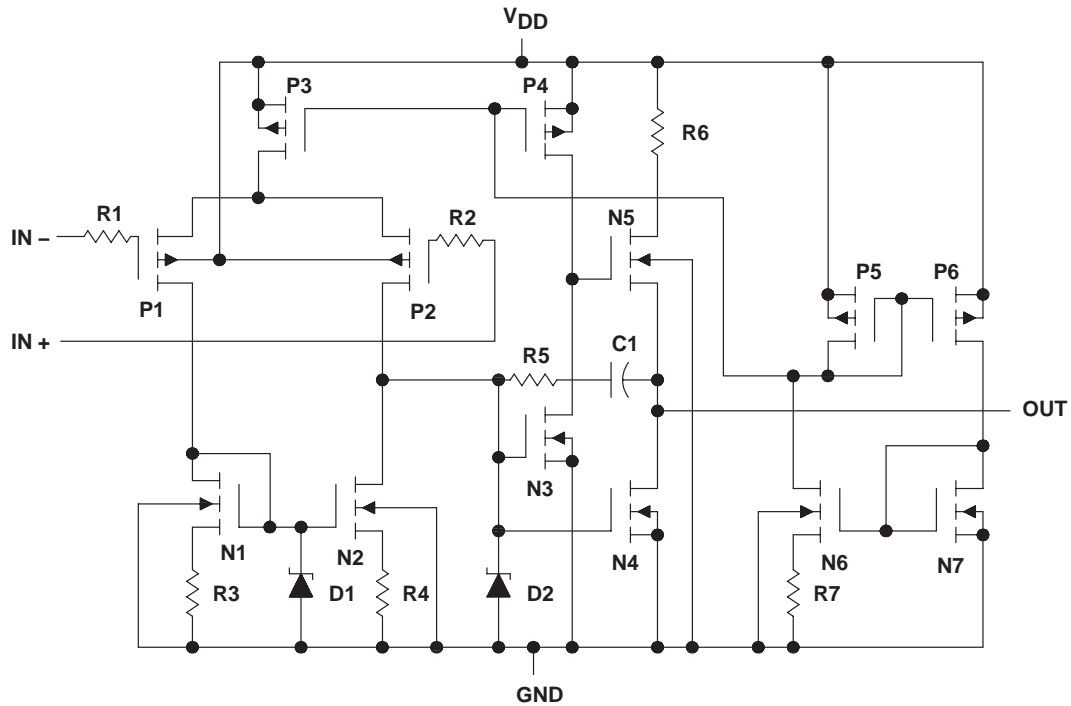 VDD
P3
P4
R6
R1
R2
N5
IN –
P5
P6
P1
P2
IN +
R5
C1
OUT
N3
N1
N2
N4
N6
N7
R3
D1
R4
D2
R7
GND